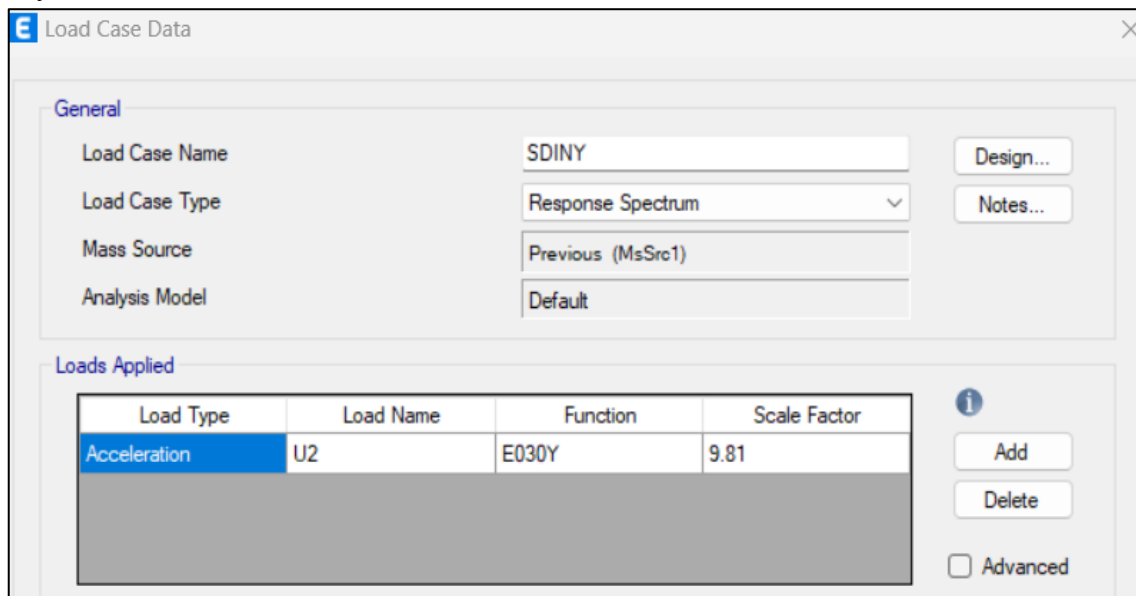 E Load Case Data
General
Load Case Name SDINY Design...
Load Case Type Response Spectrum Notes...
Mass Source Previous (MsSrc1)
Analysis Model Default
Loads Applied
Load Type Load Name Function Scale Factor
Acceleration U2 E030Y 9.81 Add
Delete
Advanced